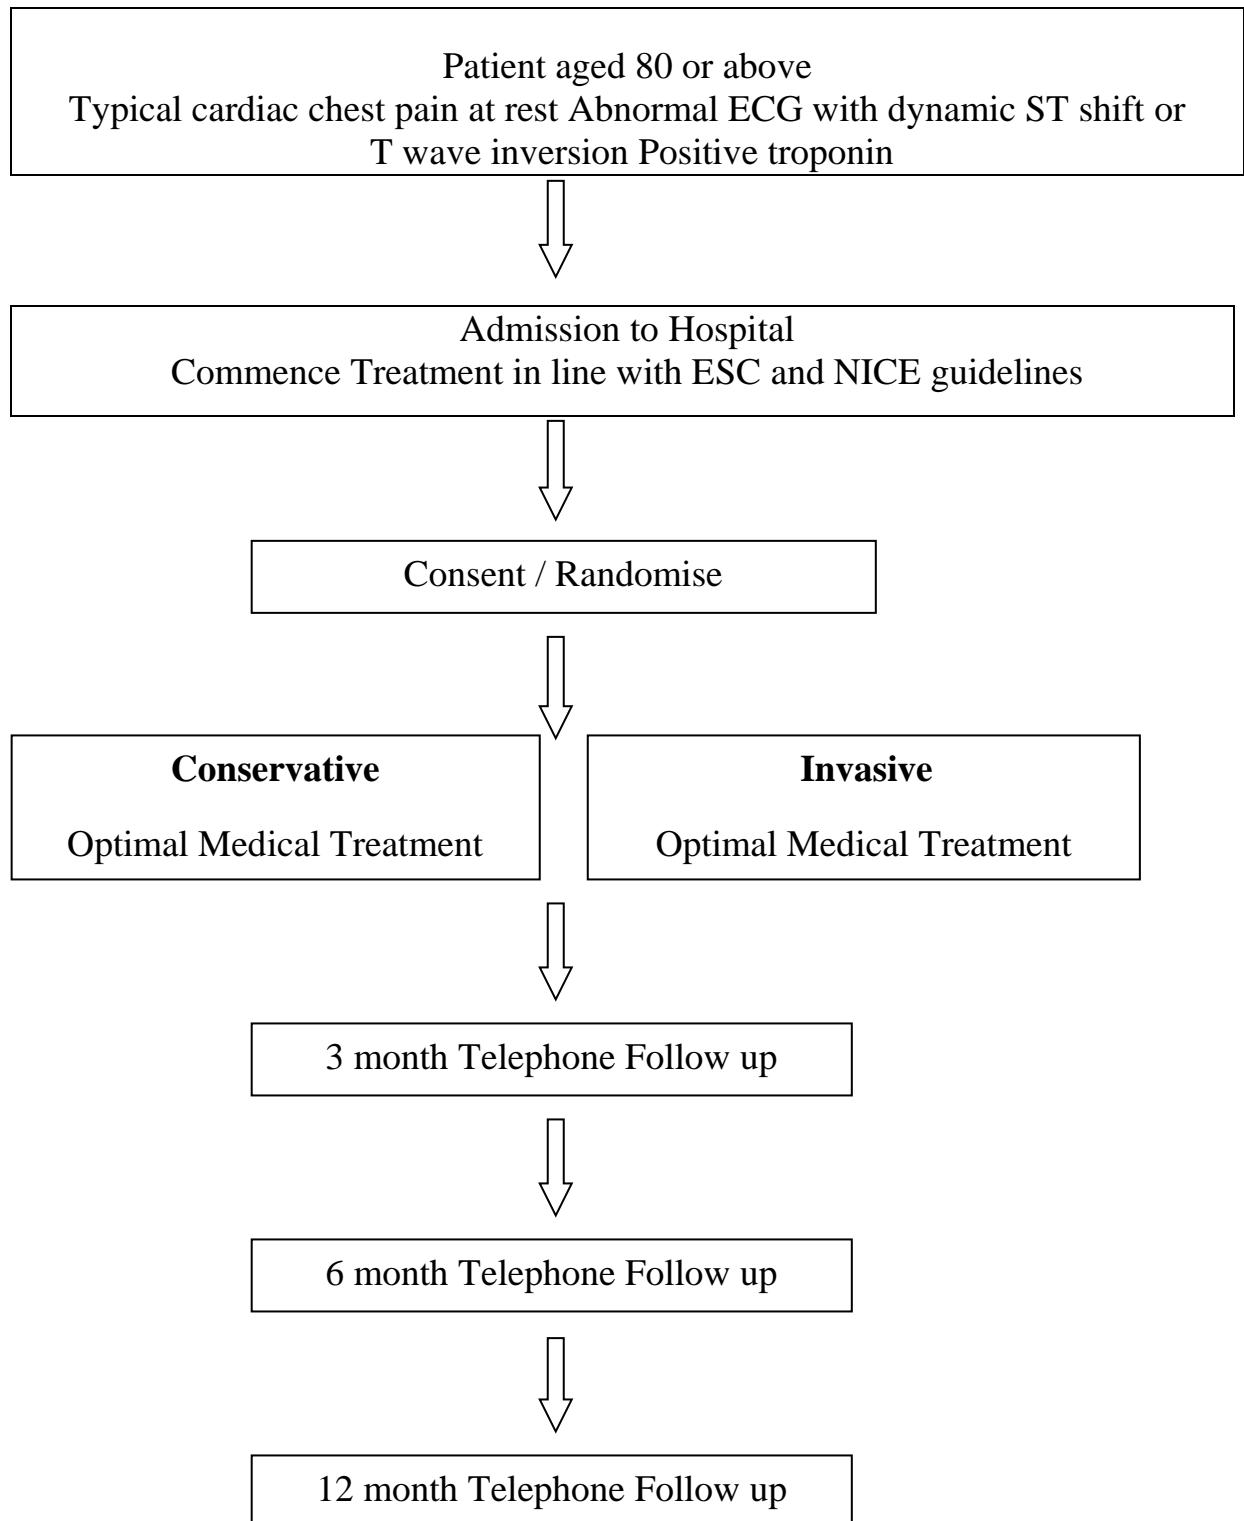 Patient aged 80 or above
Typical cardiac chest pain at rest Abnormal ECG with dynamic ST shift or
T wave inversion Positive troponin
Admission to Hospital
Commence Treatment in line with ESC and NICE guidelines
Consent / Randomise
Conservative
Optimal Medical Treatment
Invasive
Optimal Medical Treatment
3 month Telephone Follow up
6 month Telephone Follow up
12 month Telephone Follow up